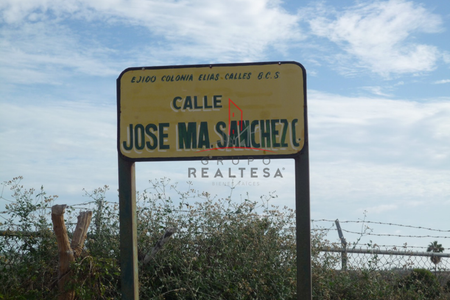 EJIDO COLONIA ELIAS CALLES B.C.S
CALLE
JOSE MA. SANCHEZ C.
GRUPO
REALTESA